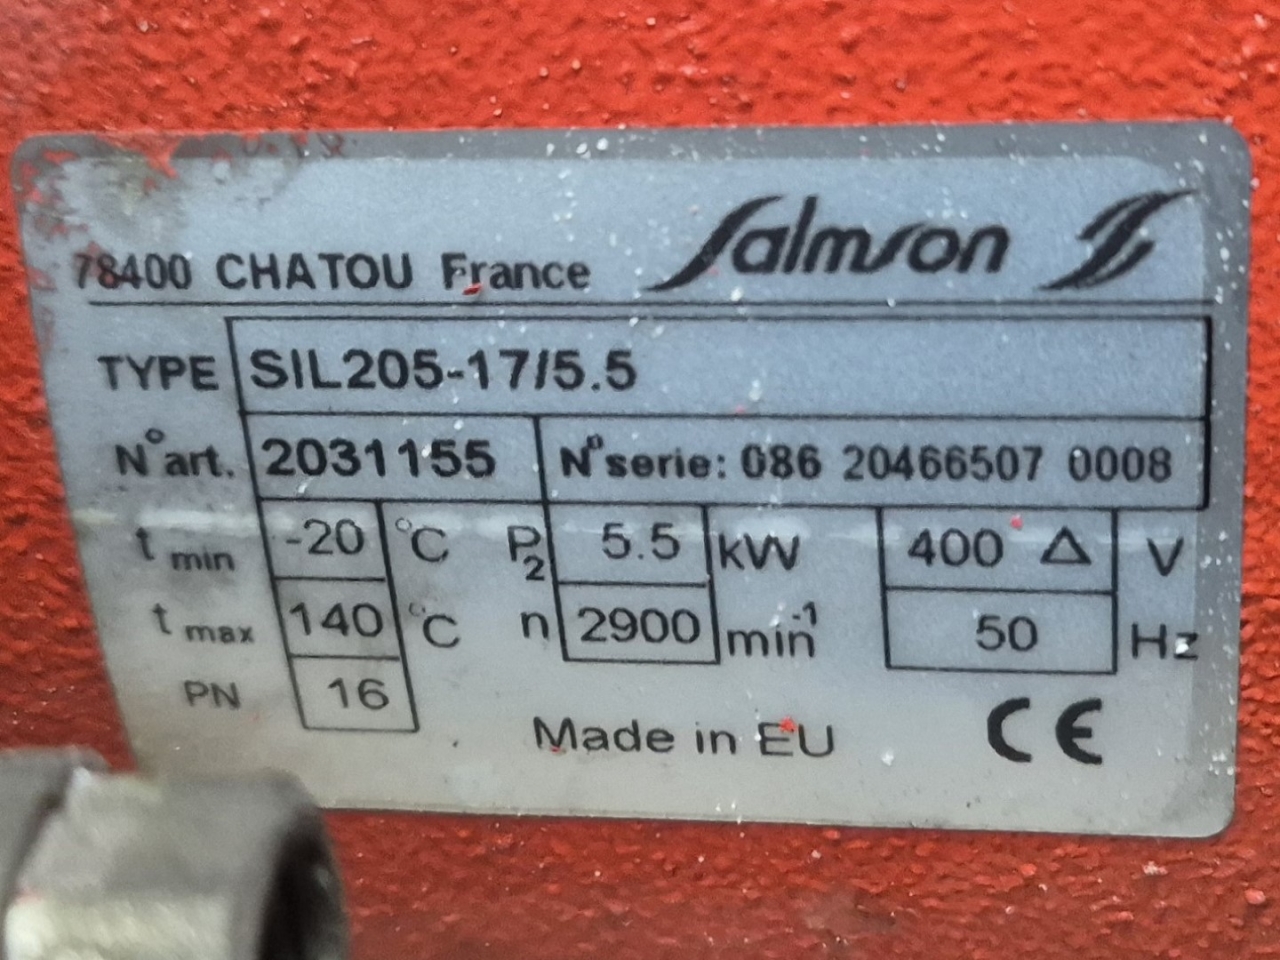 78400 CHATOU France Salmson
TYPE SIL205-17/5.5
N° art. 2031155 N° serie: 086 20466507 0008
t min -20 °C P2 5.5 kW 400 Δ V
t max 140 °C n 2900 min-1 50 Hz
PN 16
Made in EU CE